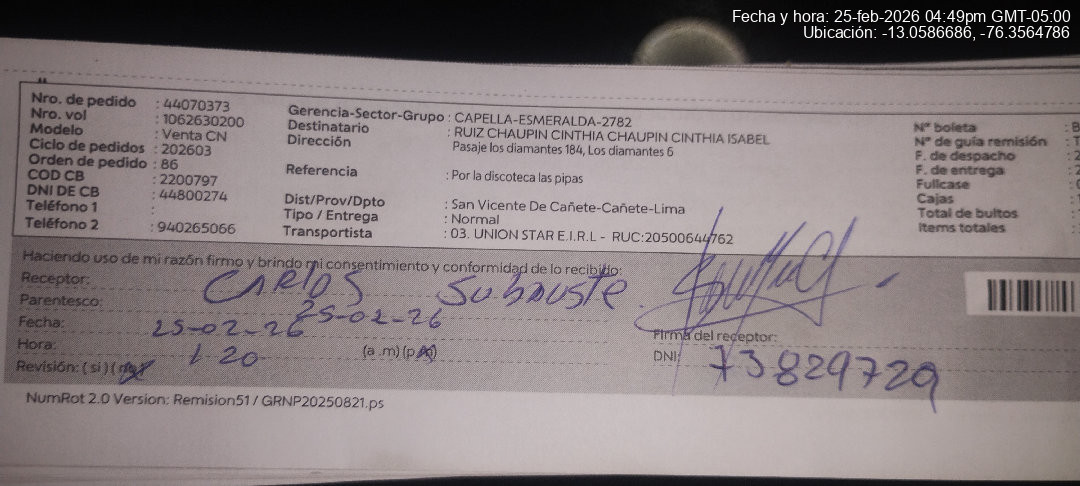 Fecha y hora: 25-feb-2026 04:49pm GMT-05:00
Ubicación: -13.0586686, -76.3564786
Nro. de pedido : 44070373
Nro. vol : 1062630200
Modelo : Venta CN
Ciclo de pedidos : 202603
Orden de pedido : 86
COD CB : 2200797
DNI DE CB : 44800274
Teléfono 1 :
Teléfono 2 : 940265066
Gerencia-Sector-Grupo : CAPELLA-ESMERALDA-2782
Destinatario : RUIZ CHAUPIN CINTHIA CHAUPIN CINTHIA ISABEL
Dirección Pasaje los diamantes 184, Los diamantes 6
Referencia : Por la discoteca las pipas
Dist/Prov/Dpto : San Vicente De Cañete-Cañete-Lima
Tipo / Entrega : Normal
Transportista : 03. UNION STAR E.I.R.L - RUC:20500644762
N° boleta :
N° de guía remisión :
F. de despacho :
F. de entrega :
Fullcase :
Cajas :
Total de bultos :
Items totales :
Haciendo uso de mi razón firmo y brindo mi consentimiento y conformidad de lo recibido:
Receptor: CARlOS Subauste
Parentesco: 25-02-26
Fecha: 25-02-26
Hora: 1-20 (a.m)(p.m)
Revisión: (si) (no)
Firma del receptor:
DNI: 73829729
NumRot 2.0 Version: Remision51 / GRNP20250821.ps